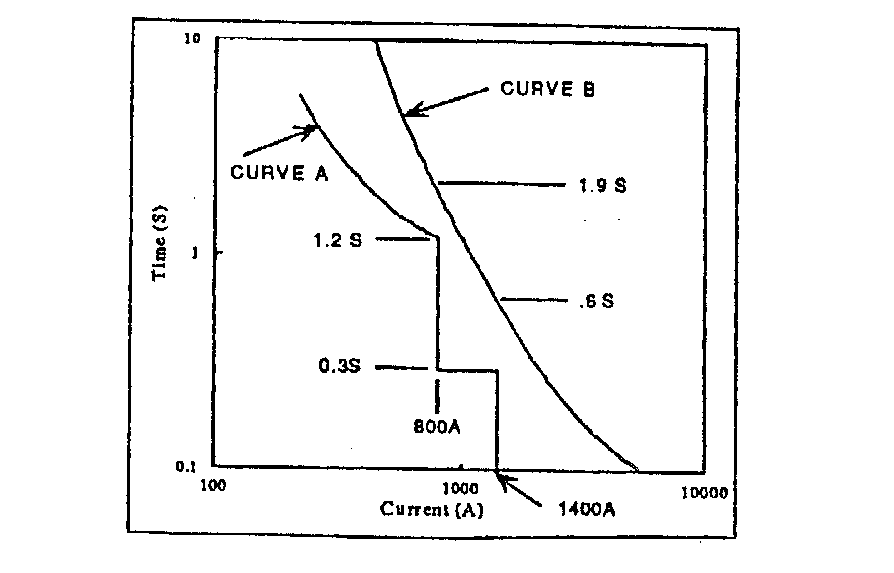 10
CURVE B
CURVE A
1.9 S
1.2 S
Time (S)
1
.6 S
0.3S
800A
0.1
100
1000
10000
Current (A)
1400A